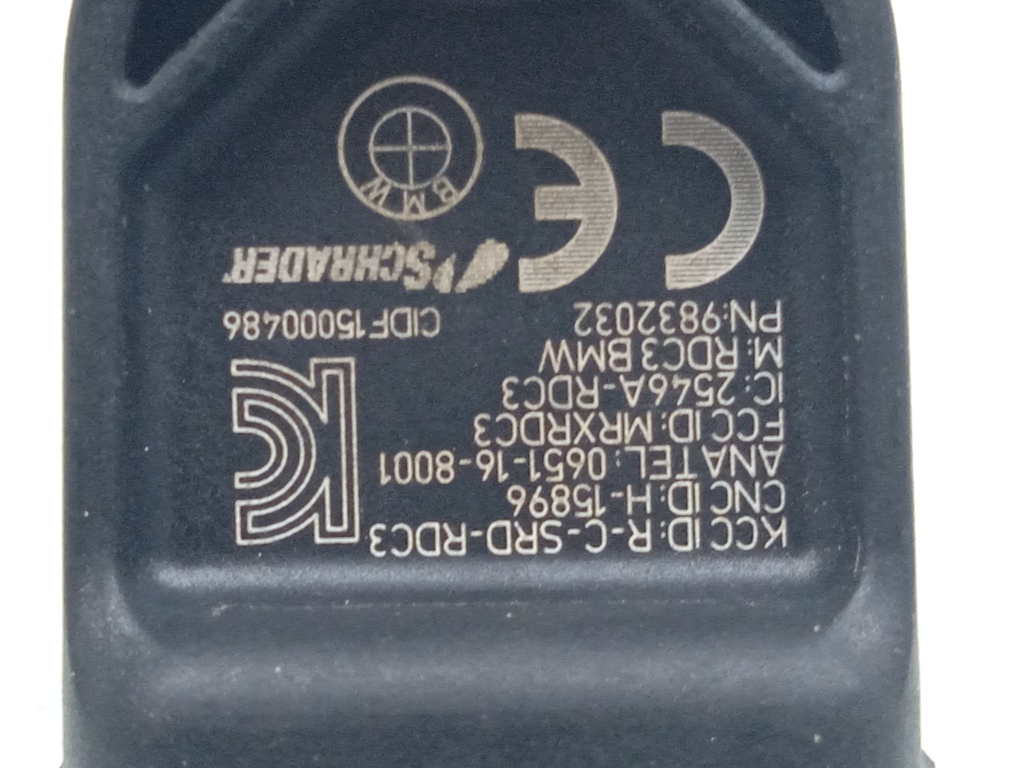 KCC ID: R-C-SRD-RDC3
CNC ID: H-15896
ANATEL: 0651-16-8001
FCC ID: MRXRDC3
IC: 2546A-RDC3
M: RDC3 BMW
PN: 9832032
CIDF15000486
SCHRADER
CE
BMW